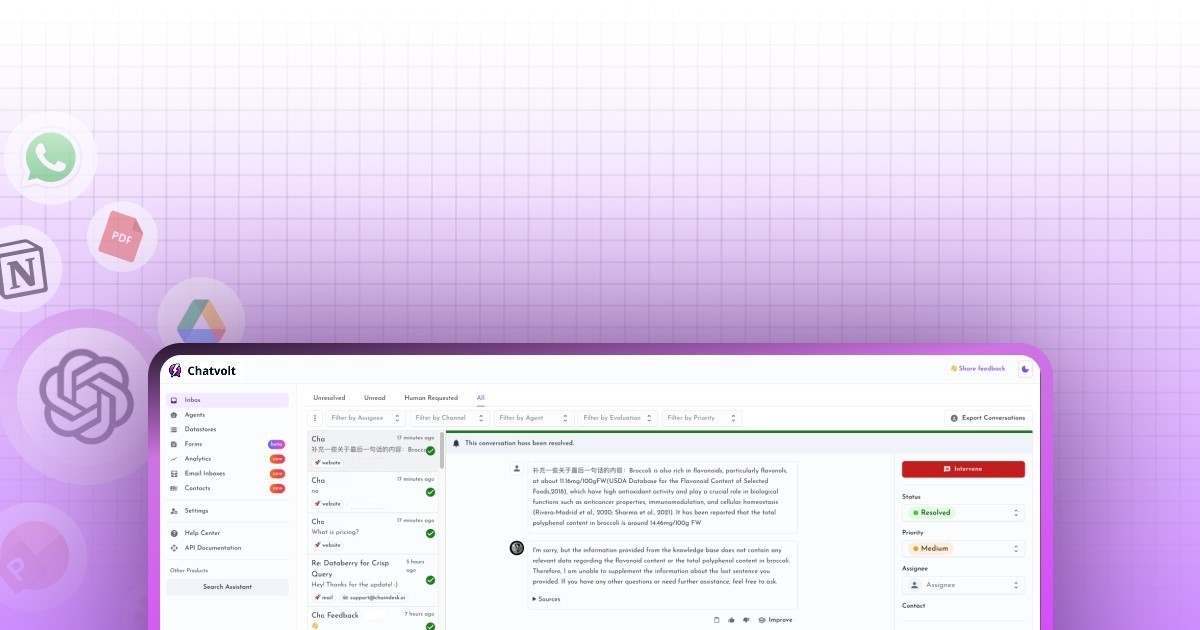 PDF
N
P
Chatvolt
Share feedback
Inbox
Agents
Datastores
Forms
beta
Analytics
new
Email Inboxes
new
Contacts
new
Settings
Help Center
API Documentation
Other Products
Search Assistant
Unresolved Unread Human Requested All
Filter by Assignee Filter by Channel Filter by Agent Filter by Evaluation Filter by Priority
Export Conversations
Cha 17 minutes ago
补充一些关于最后一句话的内容: Brocc
website
Cha 17 minutes ago
no
website
Cha 17 minutes ago
What is pricing?
website
Re: Databerry for Crisp Query 5 hours ago
Hey! Thanks for the update! :)
mail support@chaindesk.ai
Cha Feedback 7 hours ago
This conversation has been resolved.
补充一些关于最后一句话的内容: Broccoli is also rich in flavonoids, particularly flavonols,
at about 11.16mg/100gFW(USDA Database for the Flavonoid Content of Selected
Foods,2018), which have high antioxidant activity and play a crucial role in biological
functions such as anticancer properties, immunomodulation, and cellular homeostasis
(Rivera-Madrid et al., 2020; Sharma et al., 2021). It has been reported that the total
polyphenol content in broccoli is around 14.46mg/100g FW
I'm sorry, but the information provided from the knowledge base does not contain any
relevant data regarding the flavonoid content or the total polyphenol content in broccoli.
Therefore, I am unable to supplement the information about the last sentence you
provided. If you have any other questions or need further assistance, feel free to ask.
Sources
Improve
Intervene
Status
Resolved
Priority
Medium
Assignee
Assignee
Contact